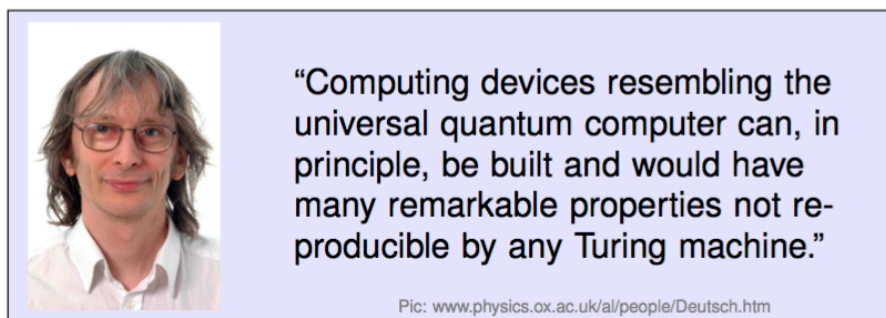 “Computing devices resembling the
universal quantum computer can, in
principle, be built and would have
many remarkable properties not re-
producible by any Turing machine.”
Pic: www.physics.ox.ac.uk/al/people/Deutsch.htm